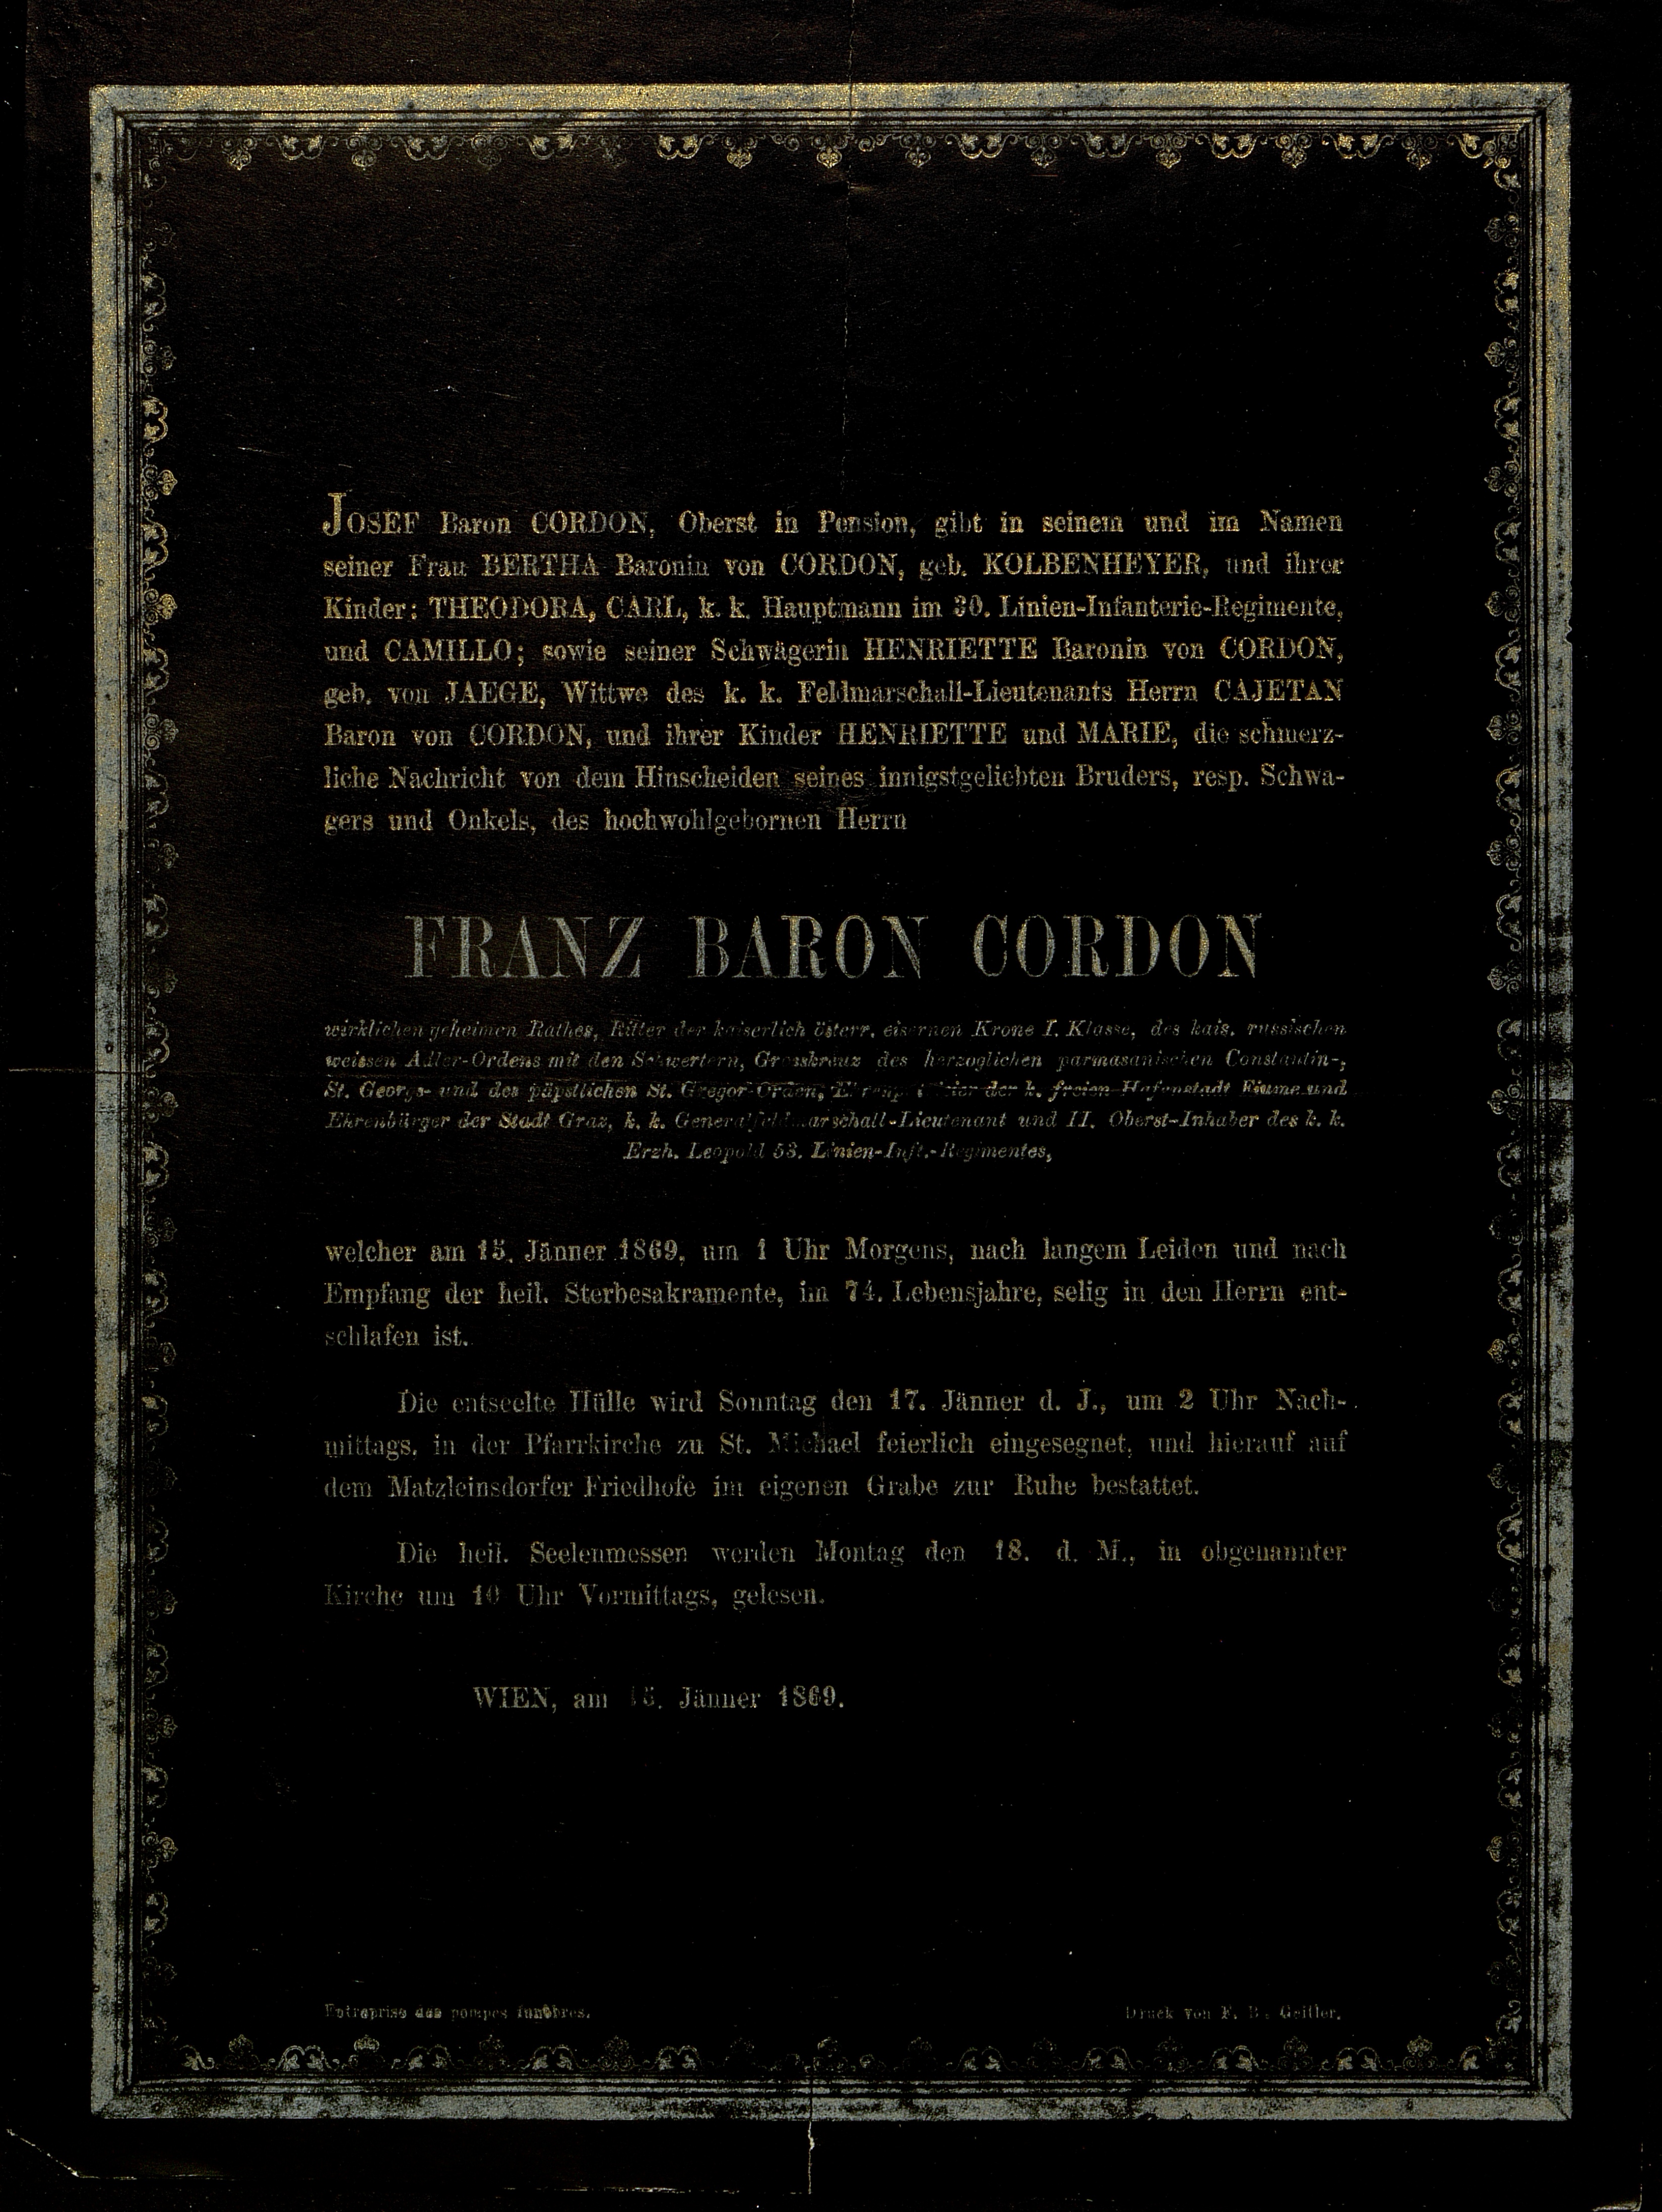 JOSEF Baron CORDON, Oberst in Pension, gibt in seinem und im Namen
seiner Frau BERTHA Baronin von CORDON, geb. KOLBENHEYER, und ihrer
Kinder: THEODORA, CARL, k. k. Hauptmann im 30. Linien-Infanterie-Regimente,
und CAMILLO; sowie seiner Schwägerin HENRIETTE Baronin von CORDON,
geb. von JAEGE, Wittwe des k. k. Feldmarschall-Lieutenants Herrn CAJETAN
Baron von CORDON, und ihrer Kinder HENRIETTE und MARIE, die schmerz-
liche Nachricht von dem Hinscheiden seines innigstgeliebten Bruders, resp. Schwa-
gers und Onkels, des hochwohlgebornen Herrn
FRANZ BARON CORDON
wirklichen geheimen Rathes, Ritter der kaiserlich österr. eisernen Krone I. Klasse, des kais. russischen
weissen Adler-Ordens mit den Schwertern, Grosskreuz des herzoglichen parmasanischen Constantin-,
St. Georgs- und des päpstlichen St. Gregor-Orden, der k. freien Hafenstadt Fiume und
Ehrenbürger der Stadt Graz, k. k. Generalfeldmarschall-Lieutenant und II. Oberst-Inhaber des k. k.
Erzh. Leopold 53. Linien-Inft.-Regimentes,
welcher am 15. Jänner 1869, um 1 Uhr Morgens, nach langem Leiden und nach
Empfang der heil. Sterbesakramente, im 74. Lebensjahre, selig in den Herrn ent-
schlafen ist.
Die entseelte Hülle wird Sonntag den 17. Jänner d. J., um 2 Uhr Nach-
mittags, in der Pfarrkirche zu St. Michael feierlich eingesegnet, und hierauf auf
dem Matzleinsdorfer Friedhofe im eigenen Grabe zur Ruhe bestattet.
Die heil. Seelenmessen werden Montag den 18. d. M., in obgenannter
Kirche um 10 Uhr Vormittags, gelesen.
WIEN, am 15. Jänner 1869.
Entreprise des pompes funèbres. Druck von F. B. Geitler.